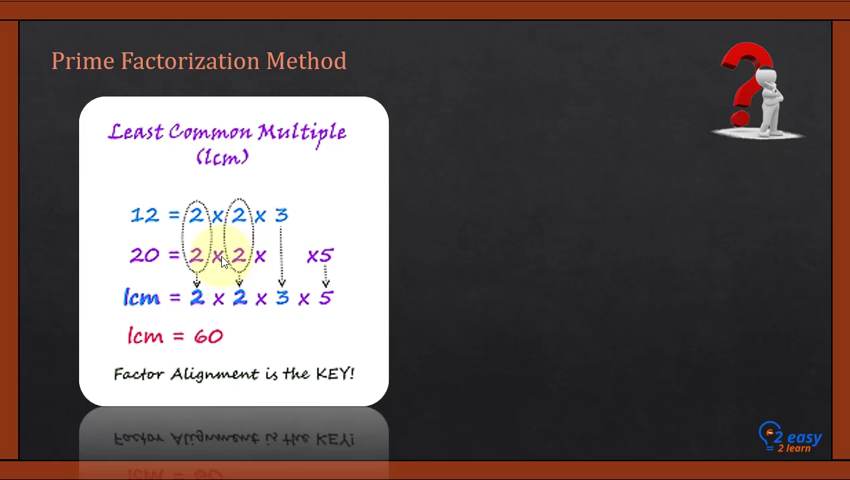 Prime Factorization Method
Least Common Multiple
(lcm)
12 = 2 x 2 x 3
20 = 2 x 2 x x5
lcm = 2 x 2 x 3 x 5
lcm = 60
Factor Alignment is the KEY!
2 easy
2 learn